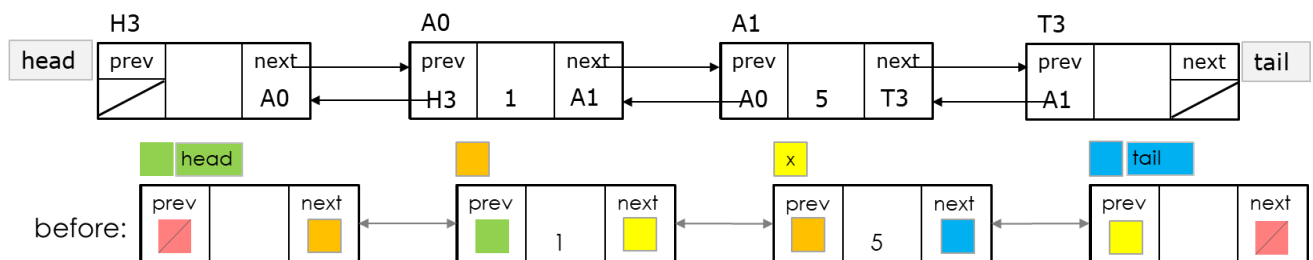 H3 A0 A1 T3
head prev next prev next prev next prev next tail
A0 H3 1 A1 A0 5 T3 A1
head x tail
prev next prev next prev next prev next
before: 1 5